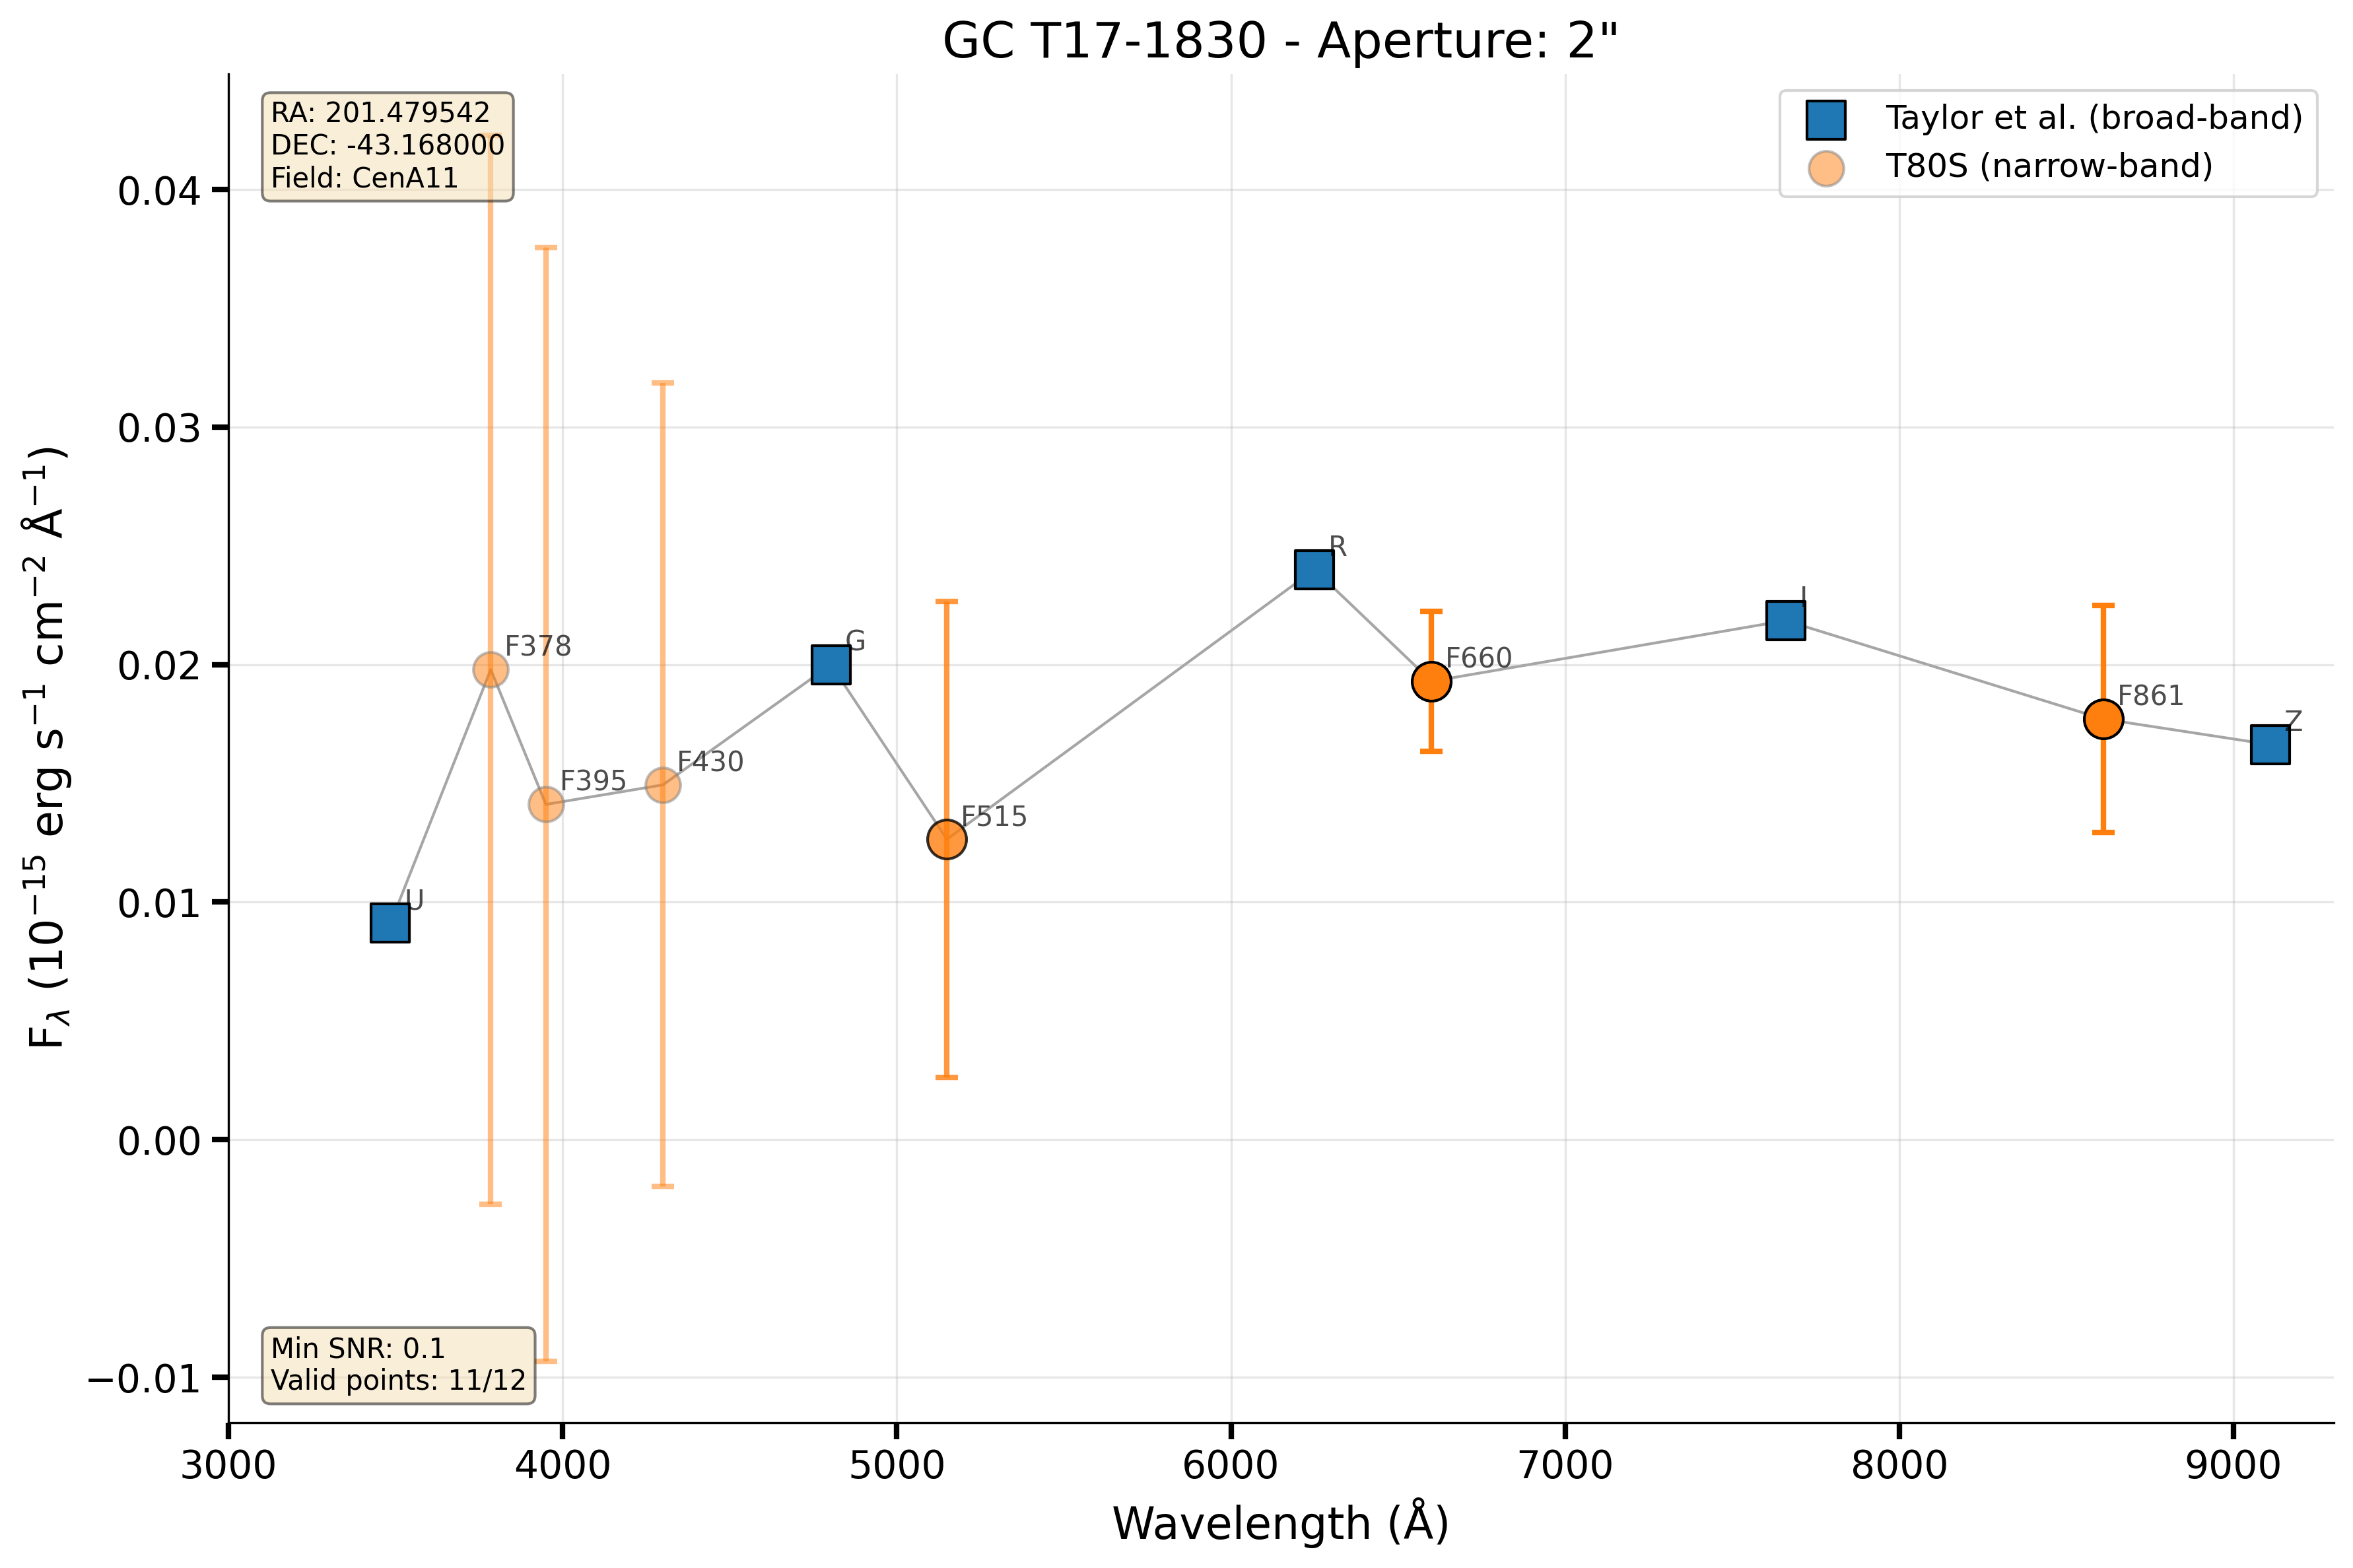 GC T17-1830 - Aperture: 2"
RA: 201.479542
DEC: -43.168000
Field: CenA11
Taylor et al. (broad-band)
T80S (narrow-band)
0.04
0.03
0.02
0.01
0.00
−0.01
F_λ (10⁻¹⁵ erg s⁻¹ cm⁻² Å⁻¹)
U
F378
F395
F430
G
F515
R
F660
I
F861
Z
Min SNR: 0.1
Valid points: 11/12
3000 4000 5000 6000 7000 8000 9000
Wavelength (Å)